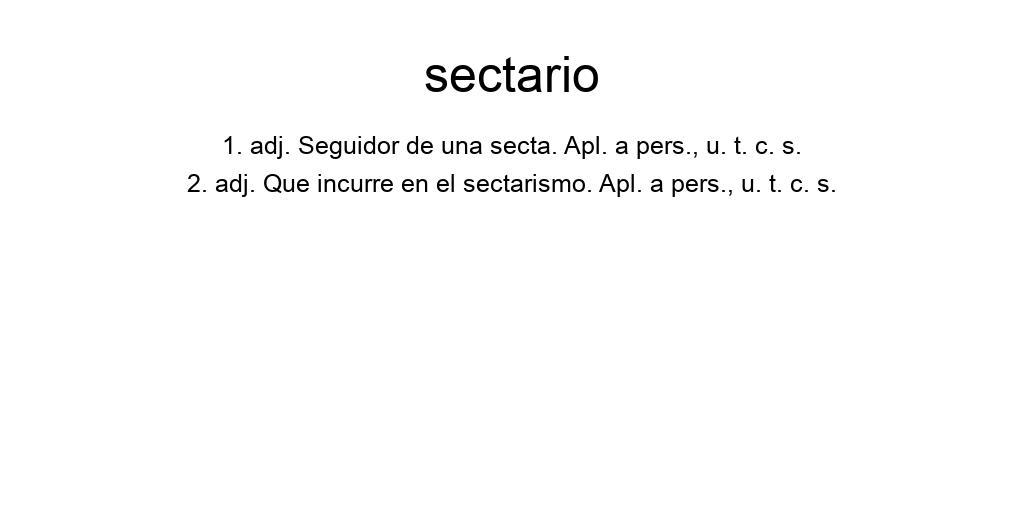 sectario
1. adj. Seguidor de una secta. Apl. a pers., u. t. c. s.
2. adj. Que incurre en el sectarismo. Apl. a pers., u. t. c. s.